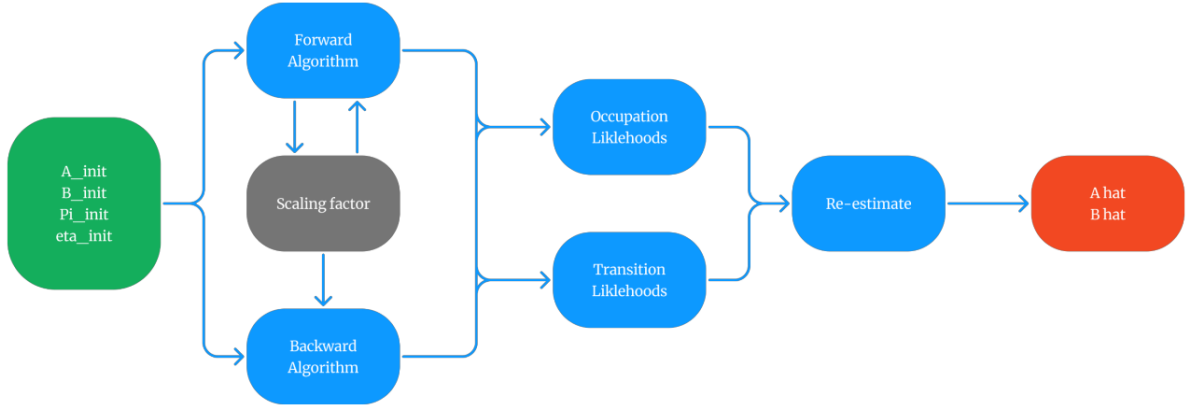 A_init
B_init
Pi_init
eta_init
Forward
Algorithm
Scaling factor
Backward
Algorithm
Occupation
Liklehoods
Transition
Liklehoods
Re-estimate
A hat
B hat